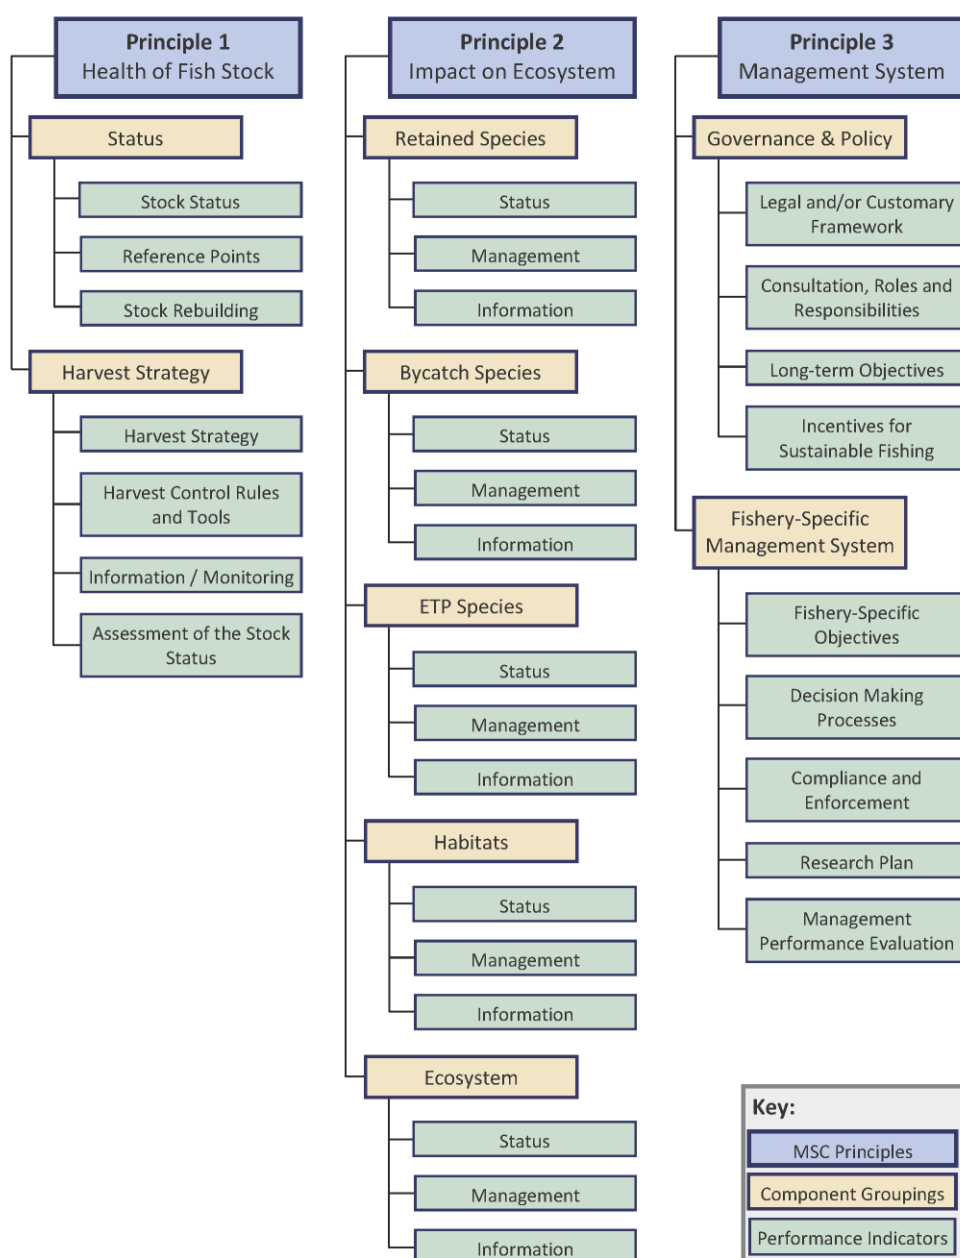 Principle 1
Health of Fish Stock
Status
Stock Status
Reference Points
Stock Rebuilding
Harvest Strategy
Harvest Strategy
Harvest Control Rules
and Tools
Information / Monitoring
Assessment of the Stock
Status
Principle 2
Impact on Ecosystem
Retained Species
Status
Management
Information
Bycatch Species
Status
Management
Information
ETP Species
Status
Management
Information
Habitats
Status
Management
Information
Ecosystem
Status
Management
Information
Principle 3
Management System
Governance & Policy
Legal and/or Customary
Framework
Consultation, Roles and
Responsibilities
Long-term Objectives
Incentives for
Sustainable Fishing
Fishery-Specific
Management System
Fishery-Specific
Objectives
Decision Making
Processes
Compliance and
Enforcement
Research Plan
Management
Performance Evaluation
Key:
MSC Principles
Component Groupings
Performance Indicators